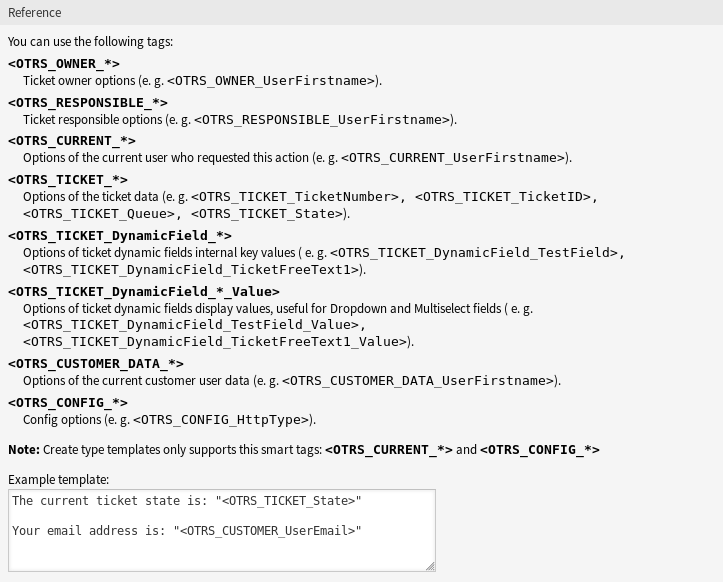 Reference
You can use the following tags:
<OTRS_OWNER_*>
Ticket owner options (e. g. <OTRS_OWNER_UserFirstname>).
<OTRS_RESPONSIBLE_*>
Ticket responsible options (e. g. <OTRS_RESPONSIBLE_UserFirstname>).
<OTRS_CURRENT_*>
Options of the current user who requested this action (e. g. <OTRS_CURRENT_UserFirstname>).
<OTRS_TICKET_*>
Options of the ticket data (e. g. <OTRS_TICKET_TicketNumber>, <OTRS_TICKET_TicketID>,
<OTRS_TICKET_Queue>, <OTRS_TICKET_State>).
<OTRS_TICKET_DynamicField_*>
Options of ticket dynamic fields internal key values ( e. g. <OTRS_TICKET_DynamicField_TestField>,
<OTRS_TICKET_DynamicField_TicketFreeText1>).
<OTRS_TICKET_DynamicField_*_Value>
Options of ticket dynamic fields display values, useful for Dropdown and Multiselect fields ( e. g.
<OTRS_TICKET_DynamicField_TestField_Value>,
<OTRS_TICKET_DynamicField_TicketFreeText1_Value>).
<OTRS_CUSTOMER_DATA_*>
Options of the current customer user data (e. g. <OTRS_CUSTOMER_DATA_UserFirstname>).
<OTRS_CONFIG_*>
Config options (e. g. <OTRS_CONFIG_HttpType>).
Note: Create type templates only supports this smart tags: <OTRS_CURRENT_*> and <OTRS_CONFIG_*>
Example template:
The current ticket state is: "<OTRS_TICKET_State>"
Your email address is: "<OTRS_CUSTOMER_UserEmail>"